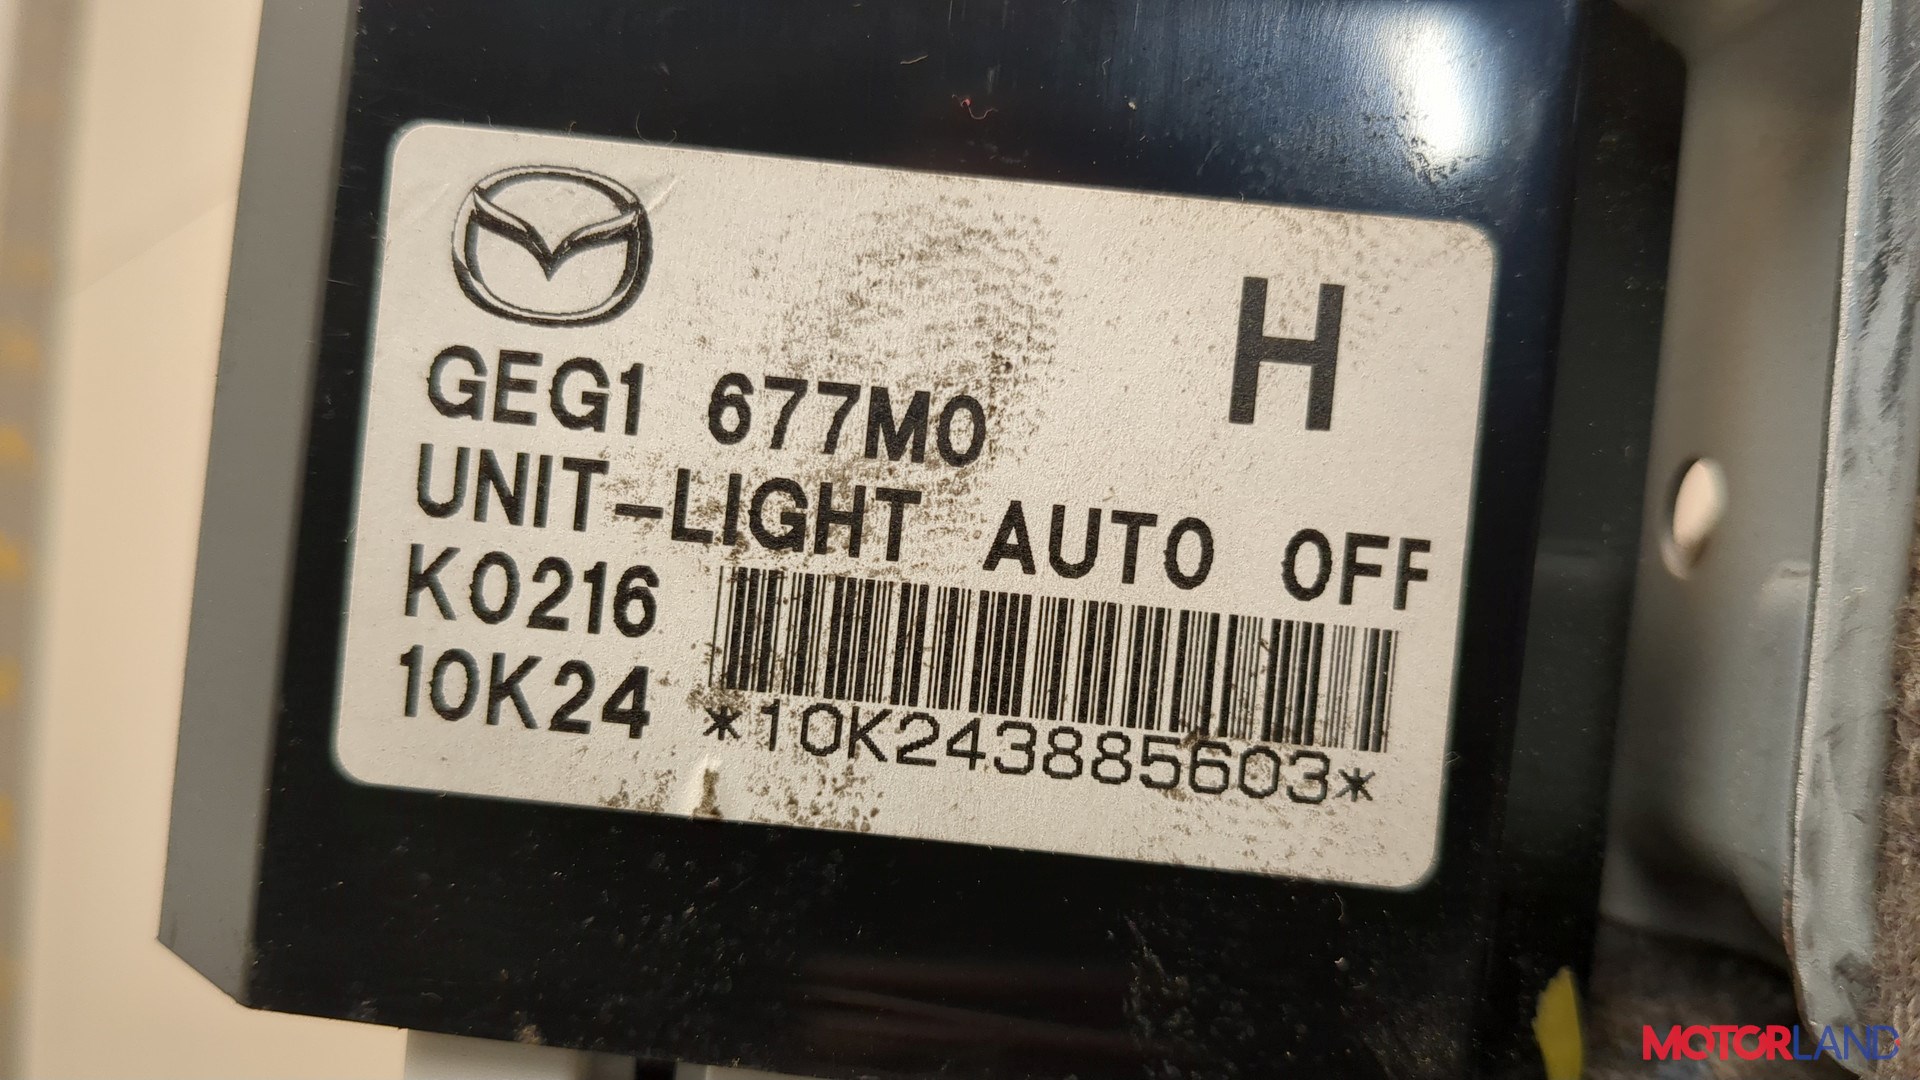 H
GEG1 677M0
UNIT-LIGHT AUTO OFF
K0216
10K24
*10K243885603*
MOTORLAND